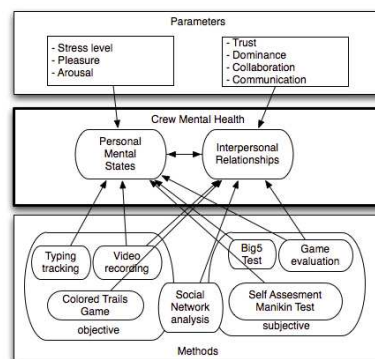 Parameters
- Stress level
- Pleasure
- Arousal
- Trust
- Dominance
- Collaboration
- Communication
Crew Mental Health
Personal
Mental
States
Interpersonal
Relationships
Typing
tracking
Video
recording
Big5
Test
Game
evaluation
Colored Trails
Game
Social
Network
analysis
Self Assesment
Manikin Test
objective
subjective
Methods